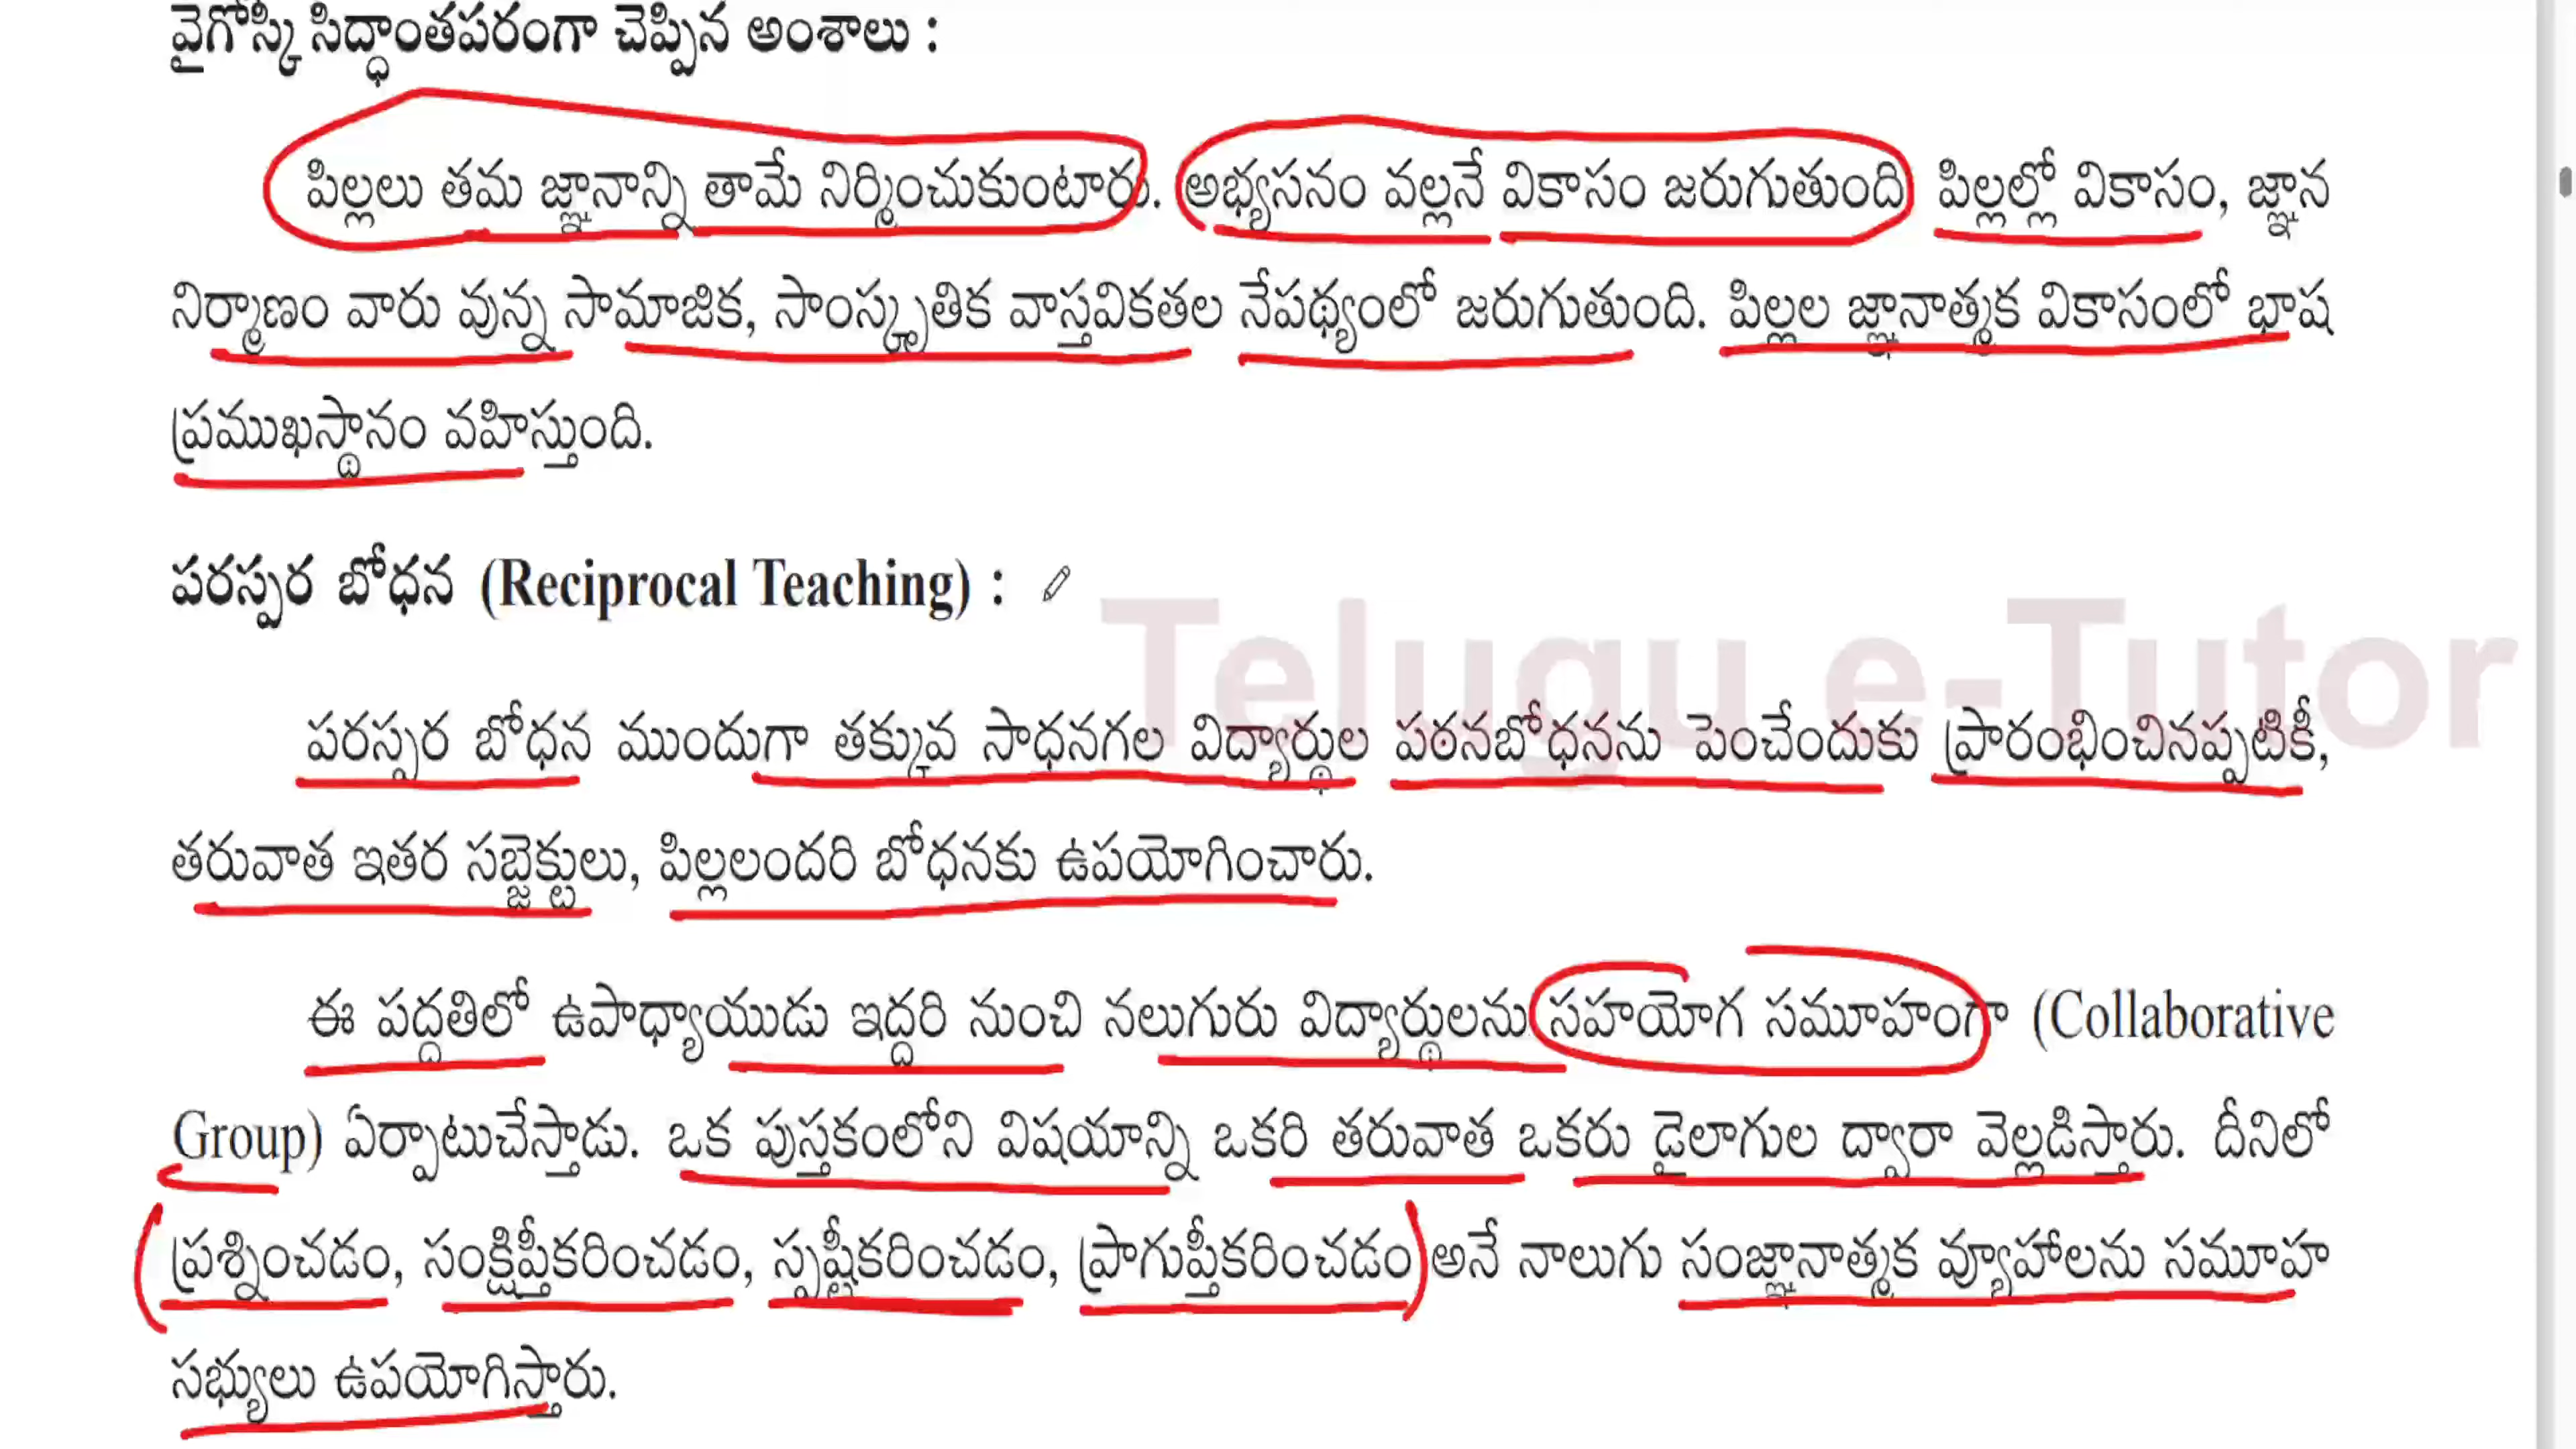 వైగోస్కీ సిద్ధాంతపరంగా చెప్పిన అంశాలు :
పిల్లలు తమ జ్ఞానాన్ని తామే నిర్మించుకుంటారు. అభ్యసనం వల్లనే వికాసం జరుగుతుంది పిల్లల్లో వికాసం, జ్ఞాన
నిర్మాణం వారు వున్న సామాజిక, సాంస్కృతిక వాస్తవికతల నేపథ్యంలో జరుగుతుంది. పిల్లల జ్ఞానాత్మక వికాసంలో భాష
ప్రముఖస్థానం వహిస్తుంది.
పరస్పర బోధన (Reciprocal Teaching) :
Telugu e-Tutor
పరస్పర బోధన ముందుగా తక్కువ సాధనగల విద్యార్థుల పఠనబోధనను పెంచేందుకు ప్రారంభించినప్పటికీ,
తరువాత ఇతర సబ్జెక్టులు, పిల్లలందరి బోధనకు ఉపయోగించారు.
ఈ పద్దతిలో ఉపాధ్యాయుడు ఇద్దరి నుంచి నలుగురు విద్యార్థులను సహయోగ సమూహంగా (Collaborative
Group) ఏర్పాటుచేస్తాడు. ఒక పుస్తకంలోని విషయాన్ని ఒకరి తరువాత ఒకరు డైలాగుల ద్వారా వెల్లడిస్తారు. దీనిలో
ప్రశ్నించడం, సంక్షిప్తీకరించడం, స్పష్టీకరించడం, ప్రాగుప్తీకరించడం అనే నాలుగు సంజ్ఞానాత్మక వ్యూహాలను సమూహ
సభ్యులు ఉపయోగిస్తారు.